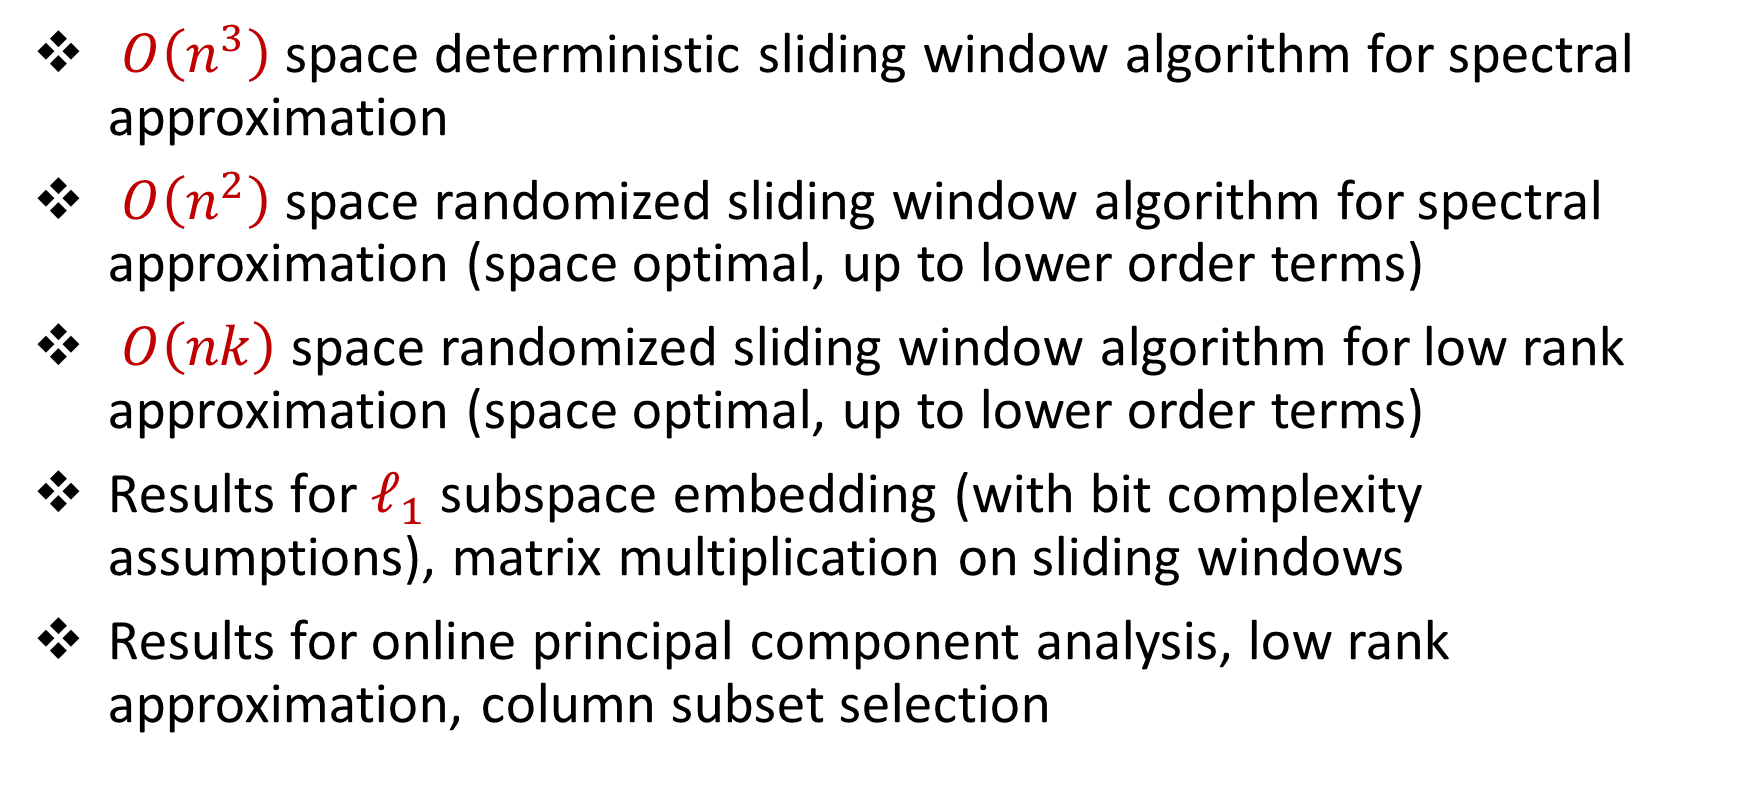 ❖ O(n³) space deterministic sliding window algorithm for spectral
approximation
❖ O(n²) space randomized sliding window algorithm for spectral
approximation (space optimal, up to lower order terms)
❖ O(nk) space randomized sliding window algorithm for low rank
approximation (space optimal, up to lower order terms)
❖ Results for ℓ₁ subspace embedding (with bit complexity
assumptions), matrix multiplication on sliding windows
❖ Results for online principal component analysis, low rank
approximation, column subset selection